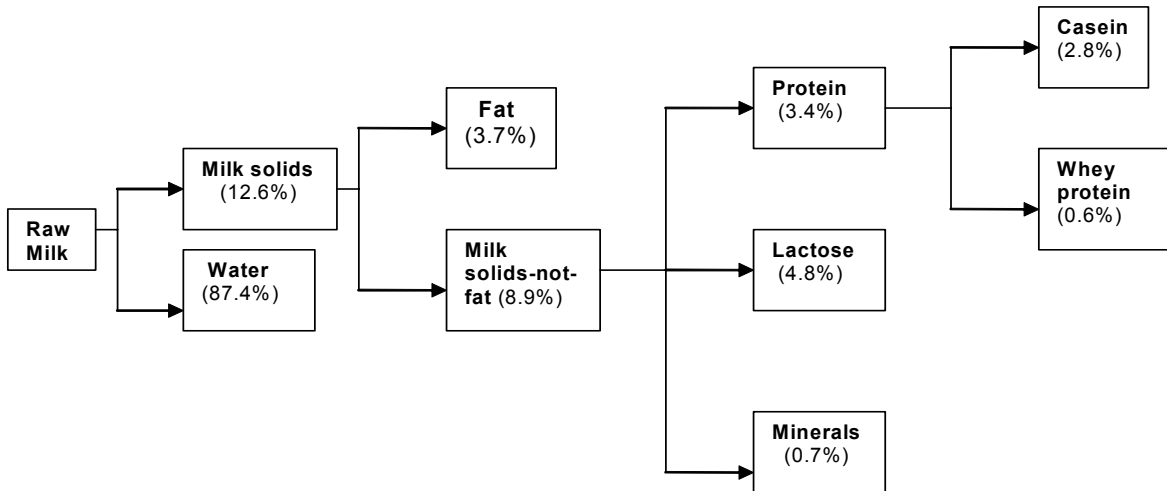 Raw
Milk
Milk solids
(12.6%)
Water
(87.4%)
Fat
(3.7%)
Milk
solids-not-
fat (8.9%)
Protein
(3.4%)
Lactose
(4.8%)
Minerals
(0.7%)
Casein
(2.8%)
Whey
protein
(0.6%)